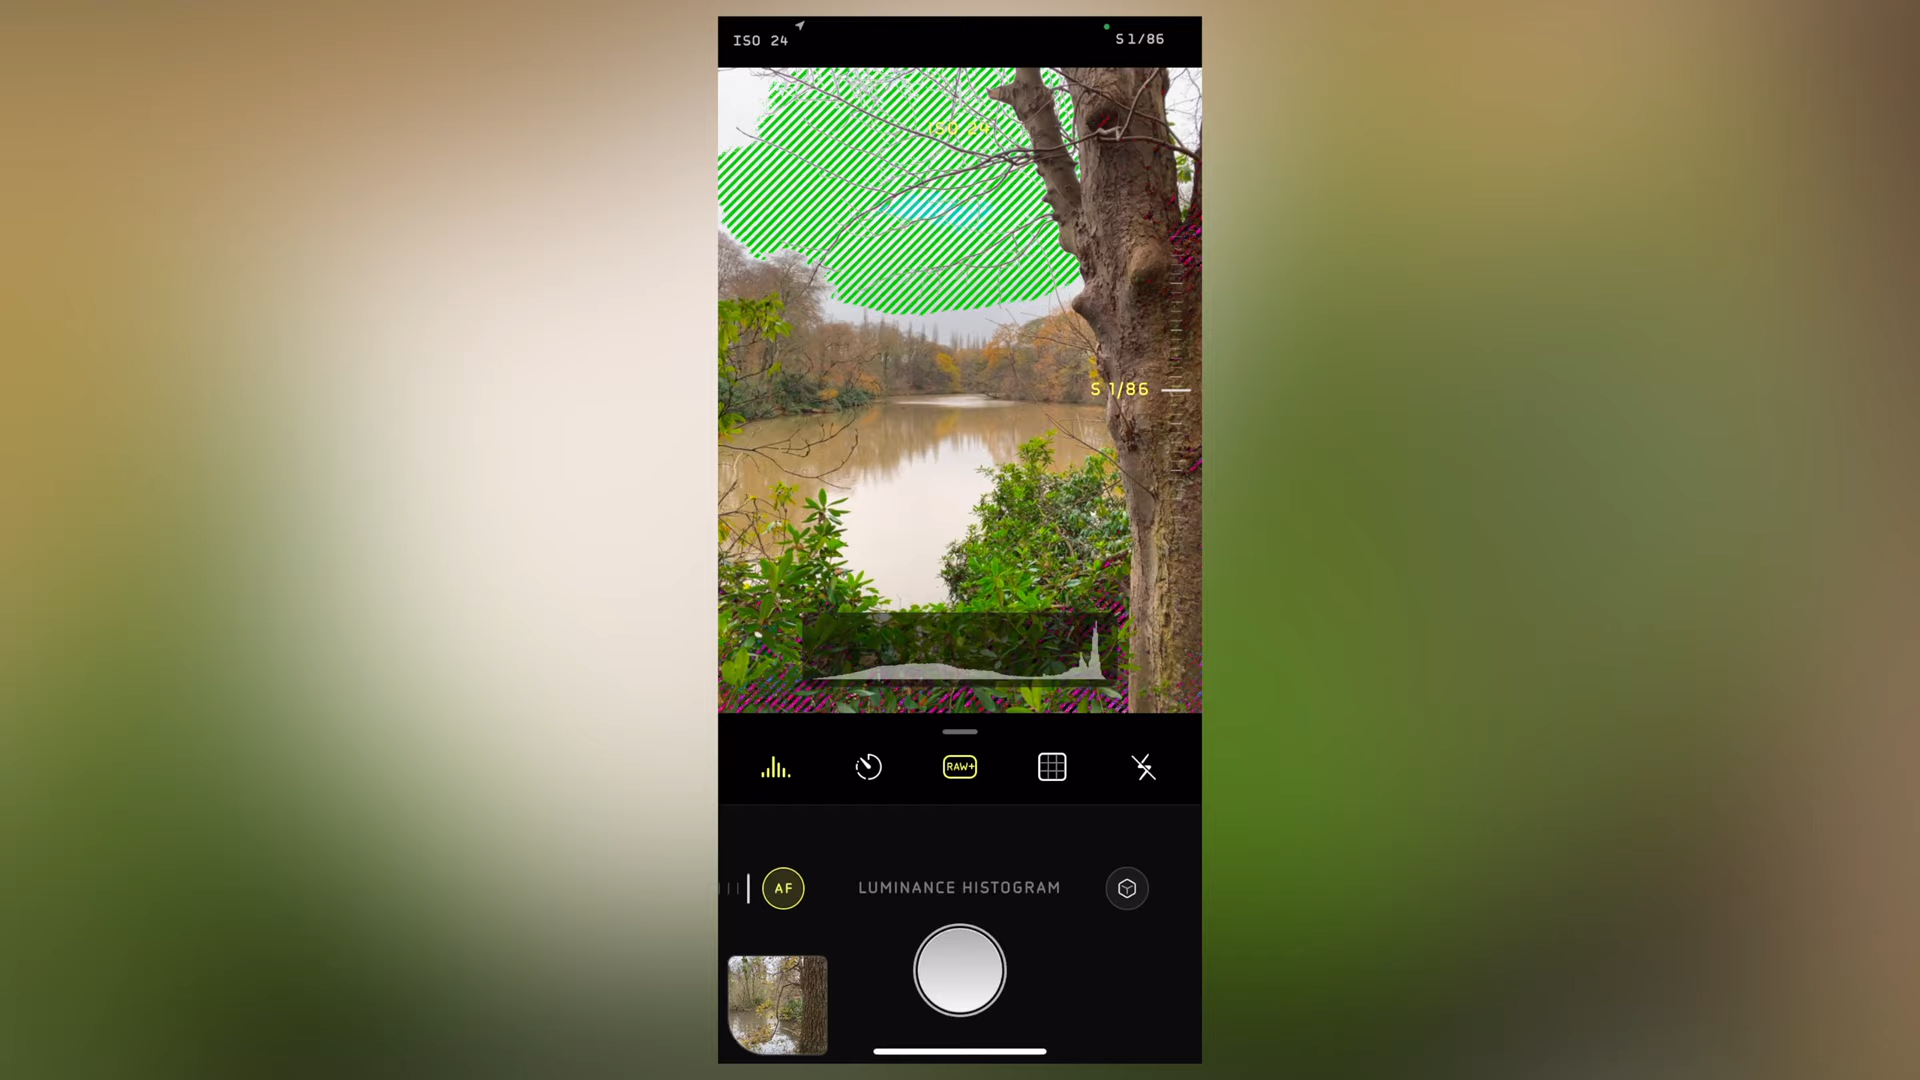 ISO 24
S 1/86
ISO 24
S 1/86
RAW+
AF
LUMINANCE HISTOGRAM